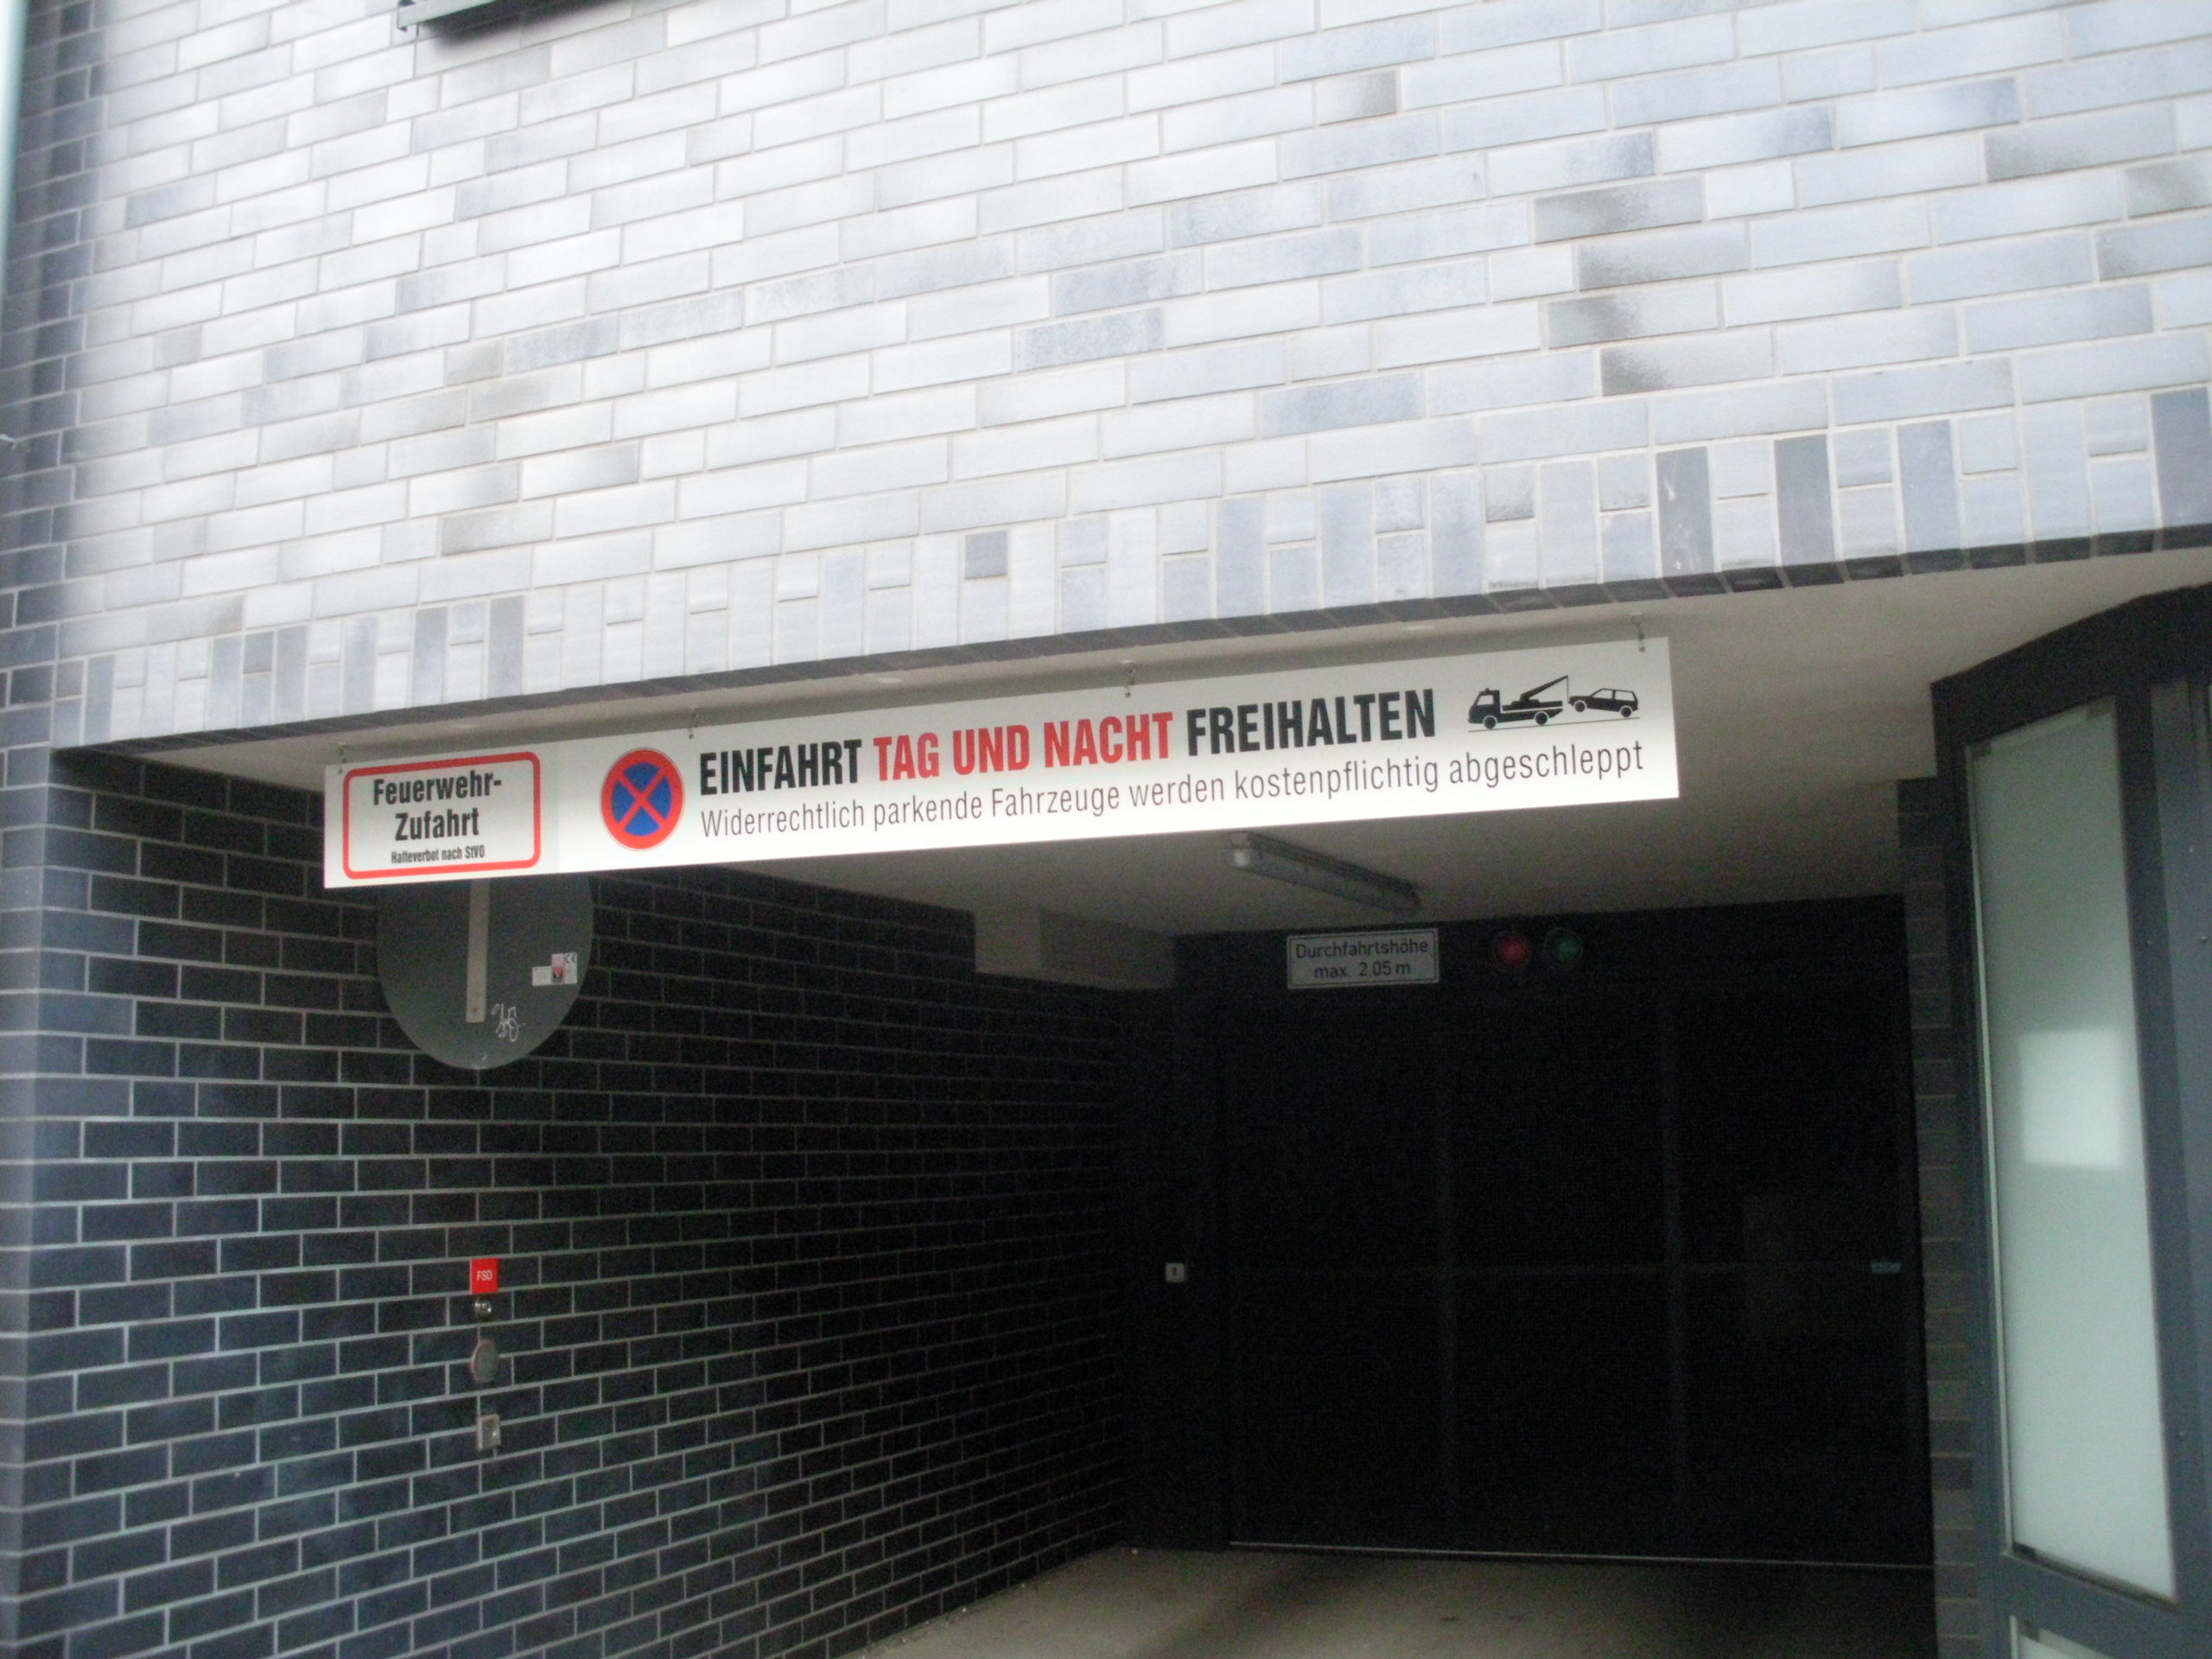 Feuerwehr-
Zufahrt
Halteverbot nach StVO
EINFAHRT TAG UND NACHT FREIHALTEN
Widerrechtlich parkende Fahrzeuge werden kostenpflichtig abgeschleppt
Durchfahrtshöhe
max. 2.05 m
FSD